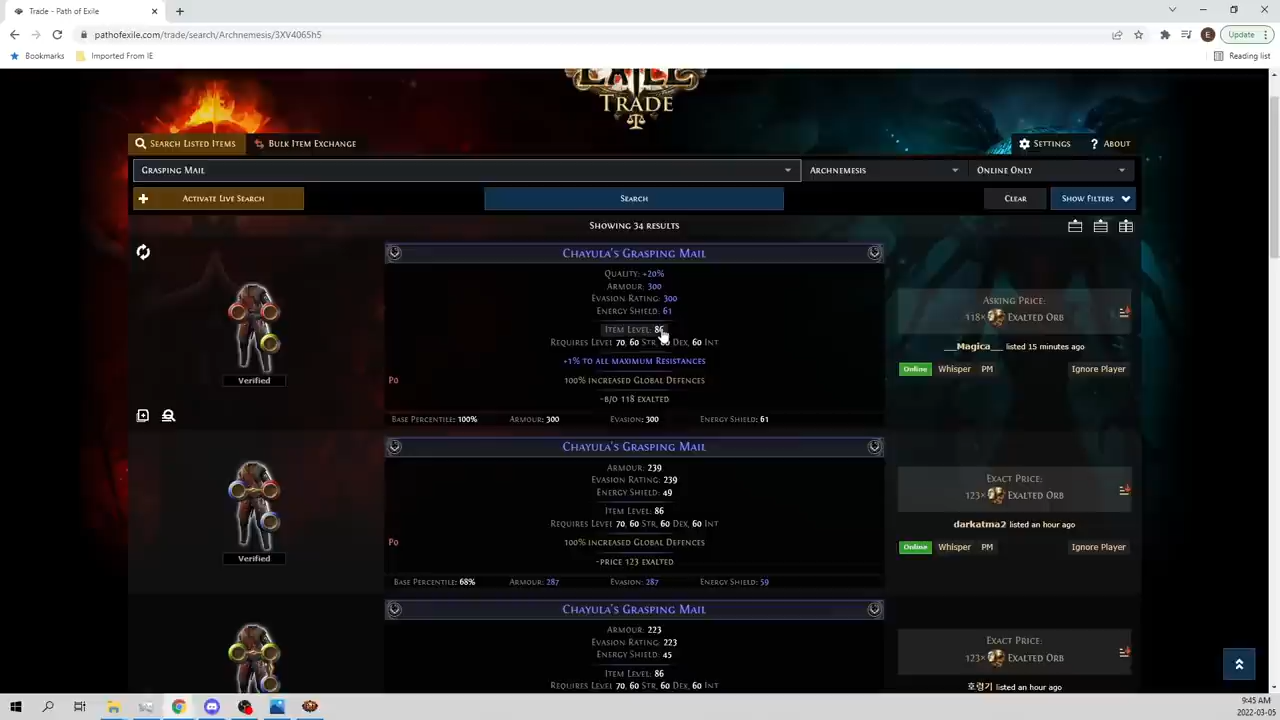 Trade - Path of Exile
pathofexile.com/trade/search/Archnemesis/3XV4065h5
E
Update
Bookmarks
Imported From IE
Reading list
EXILE
TRADE
Search Listed Items
Bulk Item Exchange
Settings
? About
Grasping Mail
Archnemesis
Online Only
+ Activate Live Search
Search
Clear
Show Filters
Showing 34 results
Chayula's Grasping Mail
Quality: +20%
Armour: 300
Evasion Rating: 300
Energy Shield: 61
Item Level: 86
Requires Level 70, 60 Str, 60 Dex, 60 Int
+1% to all maximum Resistances
P0
100% increased Global Defences
~b/o 118 exalted
Base Percentile: 100%
Armour: 300
Evasion: 300
Energy Shield: 61
Verified
Asking Price:
118× Exalted Orb
___Magica___ listed 15 minutes ago
Online
Whisper
PM
Ignore Player
Chayula's Grasping Mail
Armour: 239
Evasion Rating: 239
Energy Shield: 49
Item Level: 86
Requires Level 70, 60 Str, 60 Dex, 60 Int
P0
100% increased Global Defences
~price 123 exalted
Base Percentile: 68%
Armour: 287
Evasion: 287
Energy Shield: 59
Verified
Exact Price:
123× Exalted Orb
darkatma2 listed an hour ago
Online
Whisper
PM
Ignore Player
Chayula's Grasping Mail
Armour: 223
Evasion Rating: 223
Energy Shield: 45
Item Level: 86
Requires Level 70, 60 Str, 60 Dex, 60 Int
Exact Price:
123× Exalted Orb
호령기 listed an hour ago
9:45 AM
2022-03-05